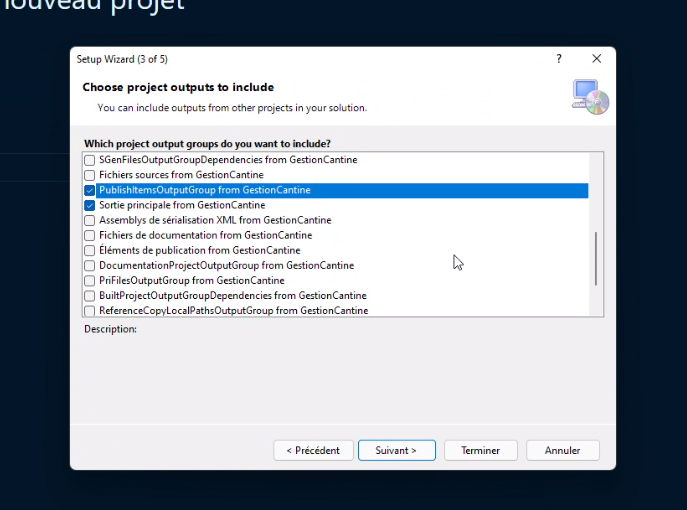 nouveau projet
Setup Wizard (3 of 5)
?
Choose project outputs to include
You can include outputs from other projects in your solution.
Which project output groups do you want to include?
SGenFilesOutputGroupDependencies from GestionCantine
Fichiers sources from GestionCantine
PublishItemsOutputGroup from GestionCantine
Sortie principale from GestionCantine
Assemblys de sérialisation XML from GestionCantine
Fichiers de documentation from GestionCantine
Éléments de publication from GestionCantine
DocumentationProjectOutputGroup from GestionCantine
PriFilesOutputGroup from GestionCantine
BuiltProjectOutputGroupDependencies from GestionCantine
ReferenceCopyLocalPathsOutputGroup from GestionCantine
Description:
< Précédent
Suivant >
Terminer
Annuler